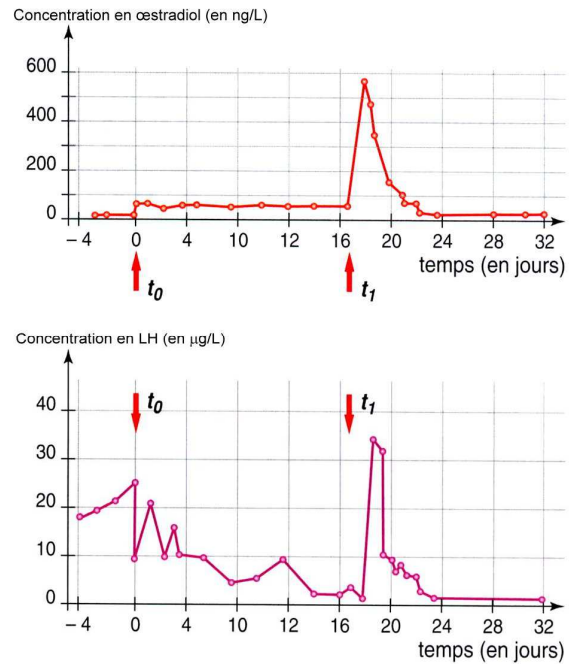 Concentration en œstradiol (en ng/L)
600
400
200
0
– 4 0 4 10 12 16 20 24 28 32
temps (en jours)
t0 t1
Concentration en LH (en µg/L)
t0 t1
40
30
20
10
0
– 4 0 4 10 12 16 20 24 28 32
temps (en jours)